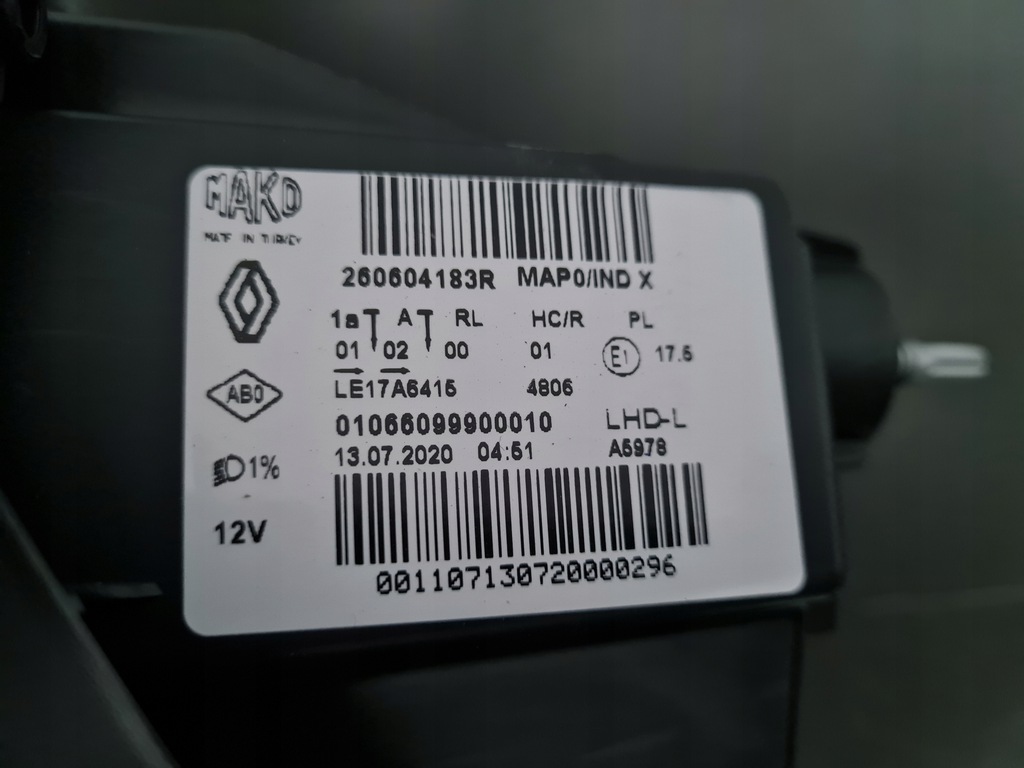 MAKO
MADE IN TURKEY
260604183R MAP0/IND X
1a A RL HC/R PL
01 02 00 01 E1 17.5
LE17A6415 4806
AB0
01066099900010 LHD-L
13.07.2020 04:51 A5978
1%
12V
001107130720000296